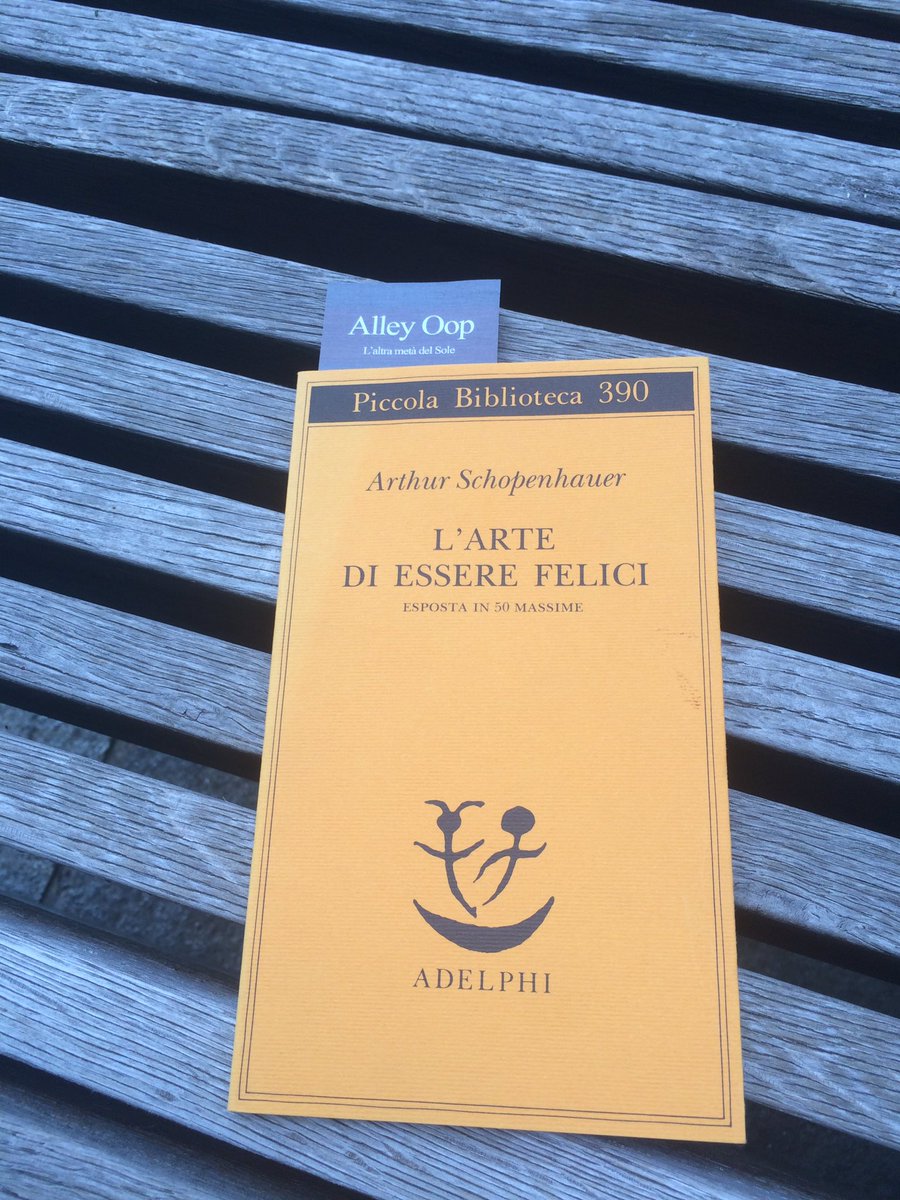 Alley Oop
L'altra metà del Sole
Piccola Biblioteca 390
Arthur Schopenhauer
L'ARTE
DI ESSERE FELICI
ESPOSTA IN 50 MASSIME
ADELPHI